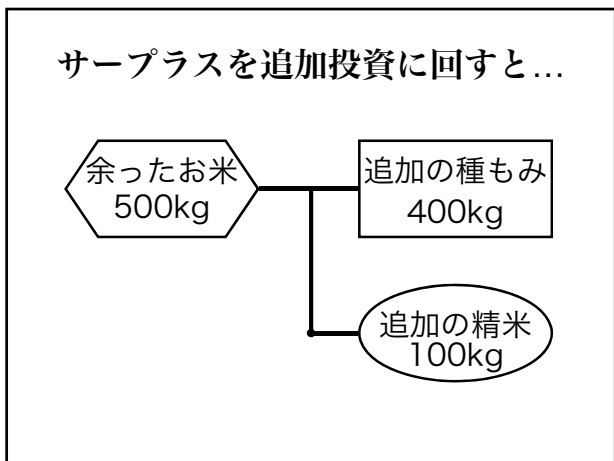 サープラスを追加投資に回すと…
余ったお米
500kg
追加の種もみ
400kg
追加の精米
100kg